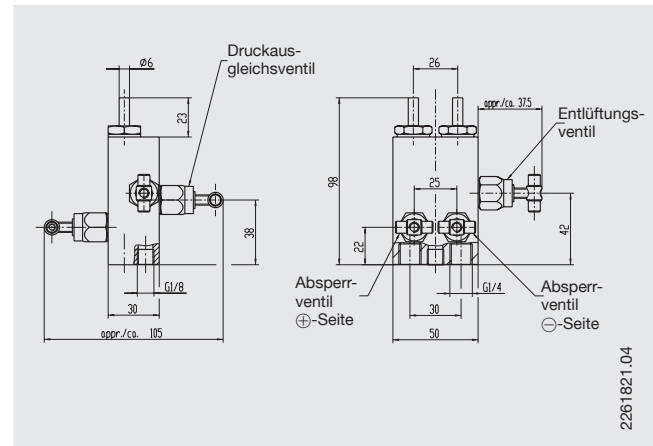 Ø6
Druckaus-
gleichsventil
23
38
G1/8
30
appr./ca. 105
26
appr./ca. 37.5
Entlüftungs-
ventil
98
25
42
22
Absperr-
ventil
⊕-Seite
G1/4
30
50
Absperr-
ventil
⊖-Seite
2261821.04